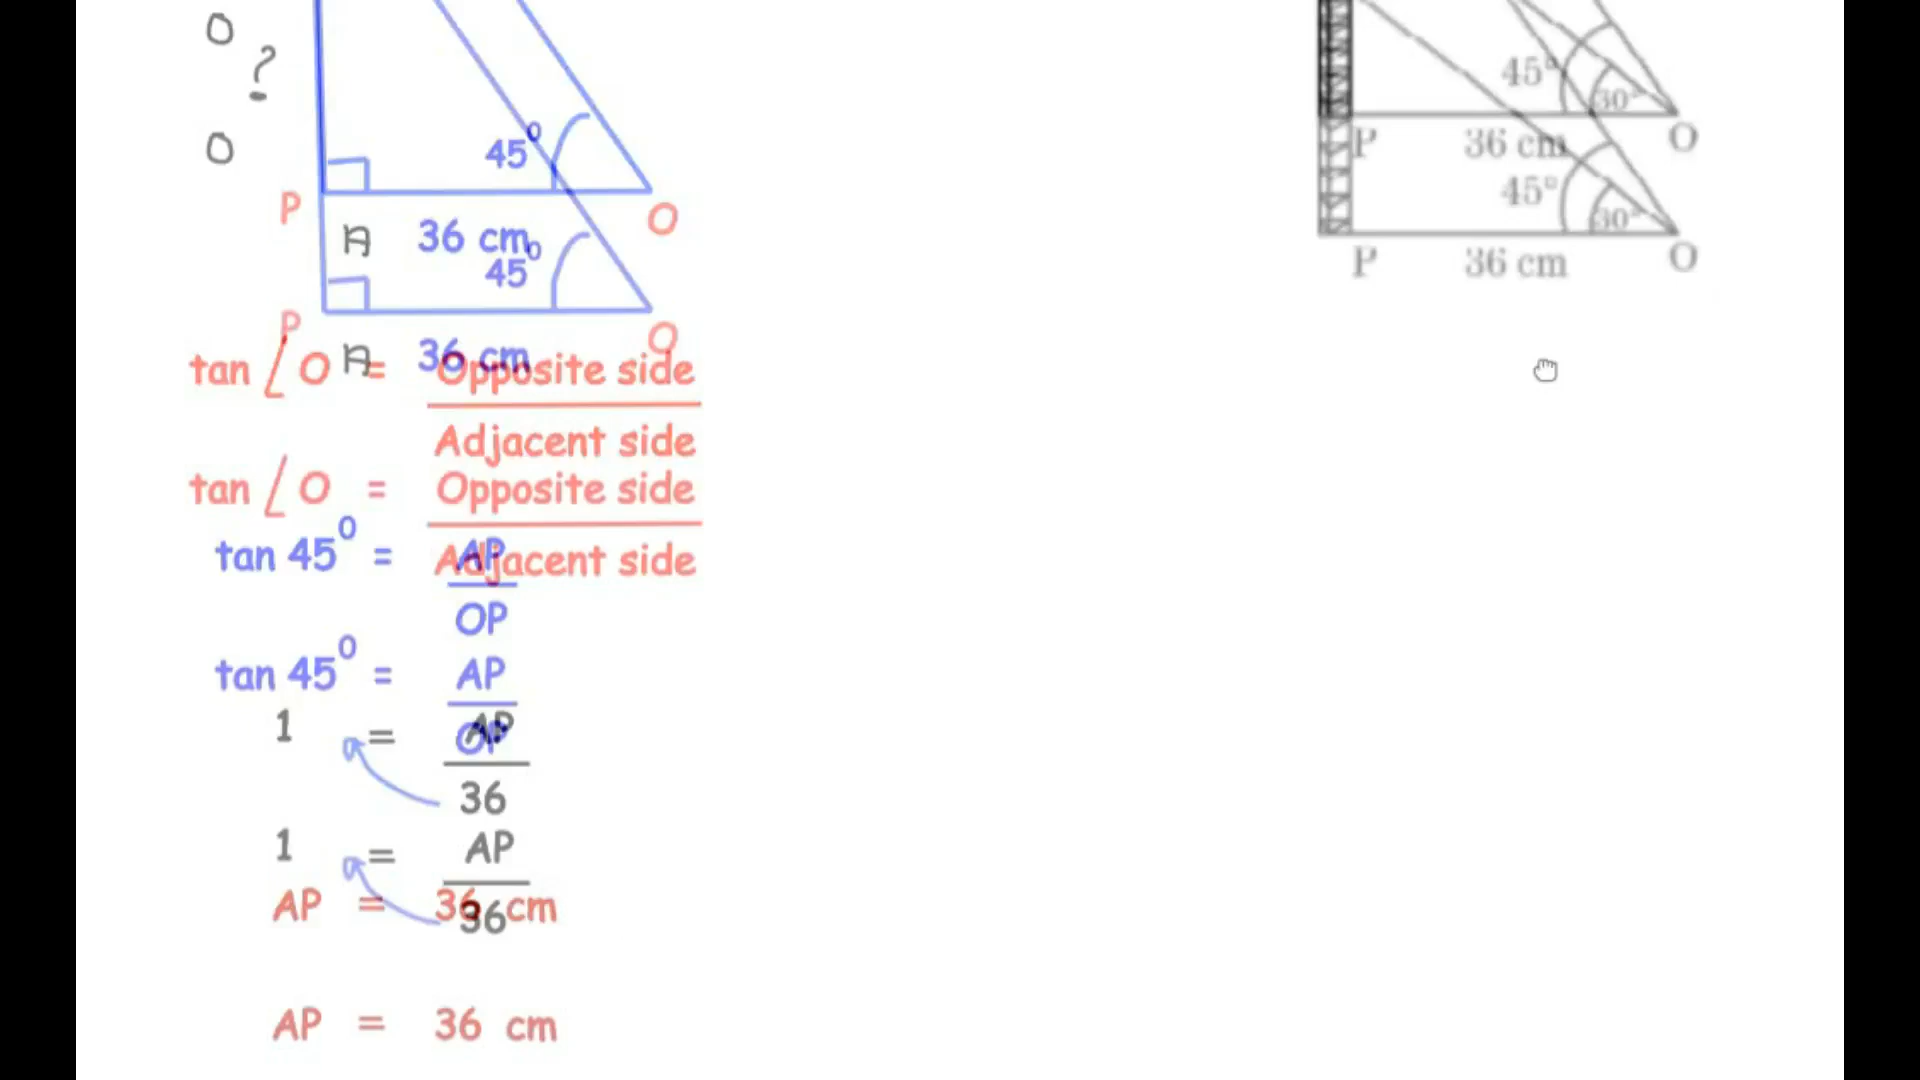 O
?
O
45°
P
O
A 36 cm
45°
P
O
A 36 cm
tan ∠O = Opposite side
Adjacent side
tan ∠O = Opposite side
Adjacent side
tan 45° = AP
OP
tan 45° = AP
OP
1 = AP
36
1 = AP
36
AP = 36 cm
AP = 36 cm
45°
30°
P 36 cm O
45°
30°
P 36 cm O